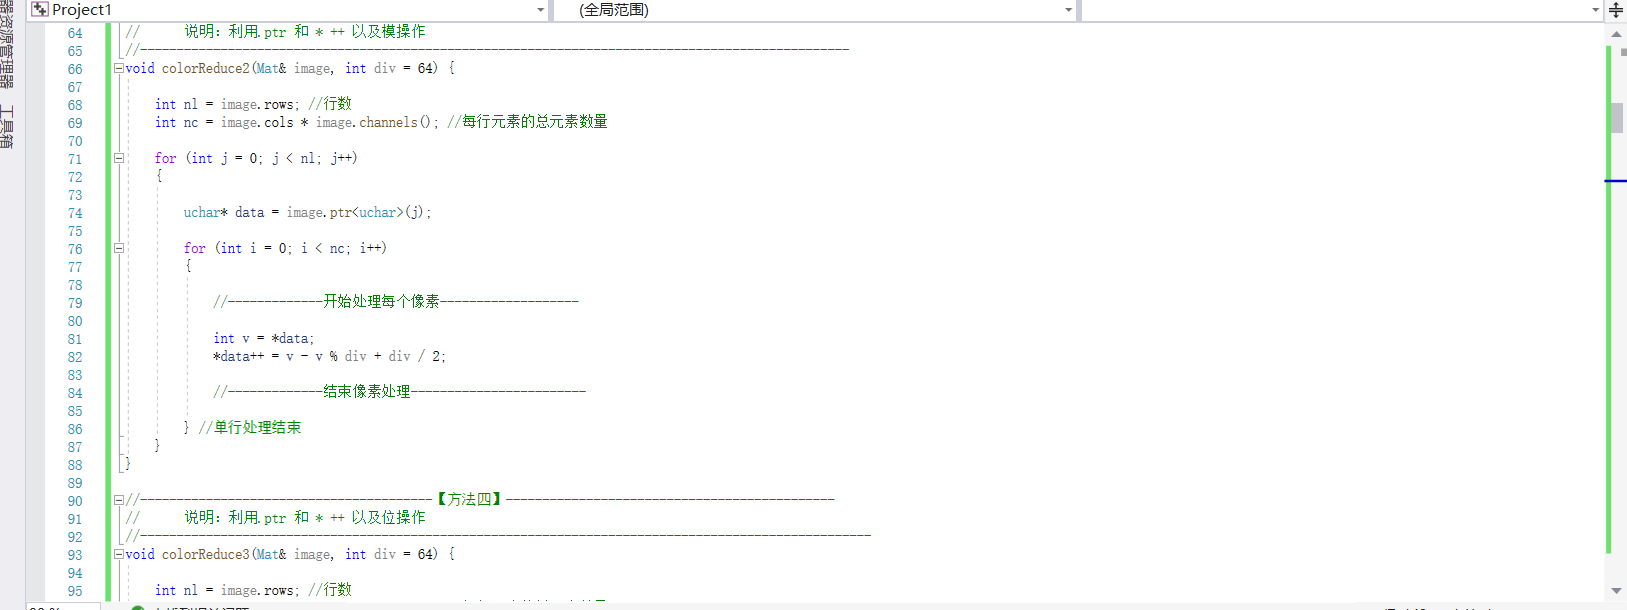 Project1
(全局范围)
器资源管理器
工具箱
64 // 说明：利用.ptr 和 * ++ 以及模操作
65 //-------------------------------------------------------------------------------------------------
66 void colorReduce2(Mat& image, int div = 64) {
67
68 int nl = image.rows; //行数
69 int nc = image.cols * image.channels(); //每行元素的总元素数量
70
71 for (int j = 0; j < nl; j++)
72 {
73
74 uchar* data = image.ptr<uchar>(j);
75
76 for (int i = 0; i < nc; i++)
77 {
78
79 //-------------开始处理每个像素-------------------
80
81 int v = *data;
82 *data++ = v - v % div + div / 2;
83
84 //-------------结束像素处理------------------------
85
86 } //单行处理结束
87 }
88 }
89
90 //----------------------------------------【方法四】---------------------------------------------
91 // 说明：利用.ptr 和 * ++ 以及位操作
92 //----------------------------------------------------------------------------------------------------
93 void colorReduce3(Mat& image, int div = 64) {
94
95 int nl = image.rows; //行数